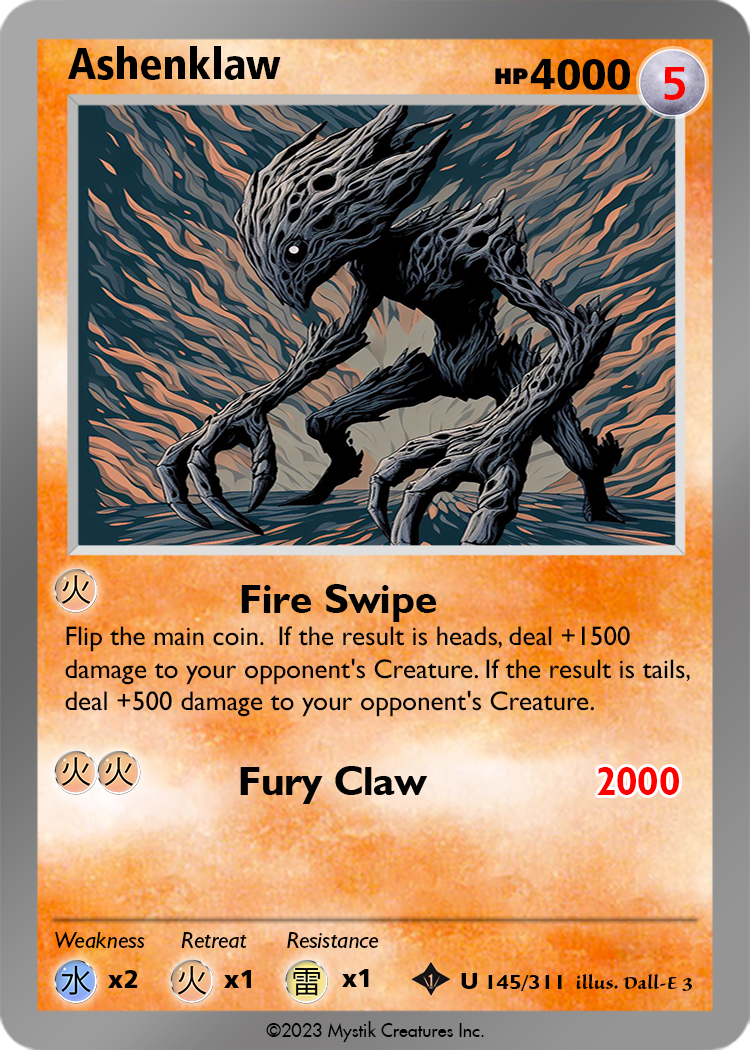 Ashenklaw
HP4000
5
火
Fire Swipe
Flip the main coin. If the result is heads, deal +1500
damage to your opponent's Creature. If the result is tails,
deal +500 damage to your opponent's Creature.
火火 Fury Claw 2000
Weakness Retreat Resistance
水 x2 火 x1 雷 x1 1 U 145/311 illus. Dall-E 3
©2023 Mystik Creatures Inc.